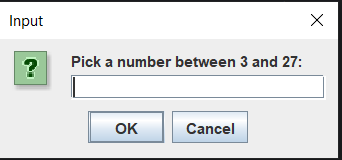 Input
Pick a number between 3 and 27:
OK
Cancel